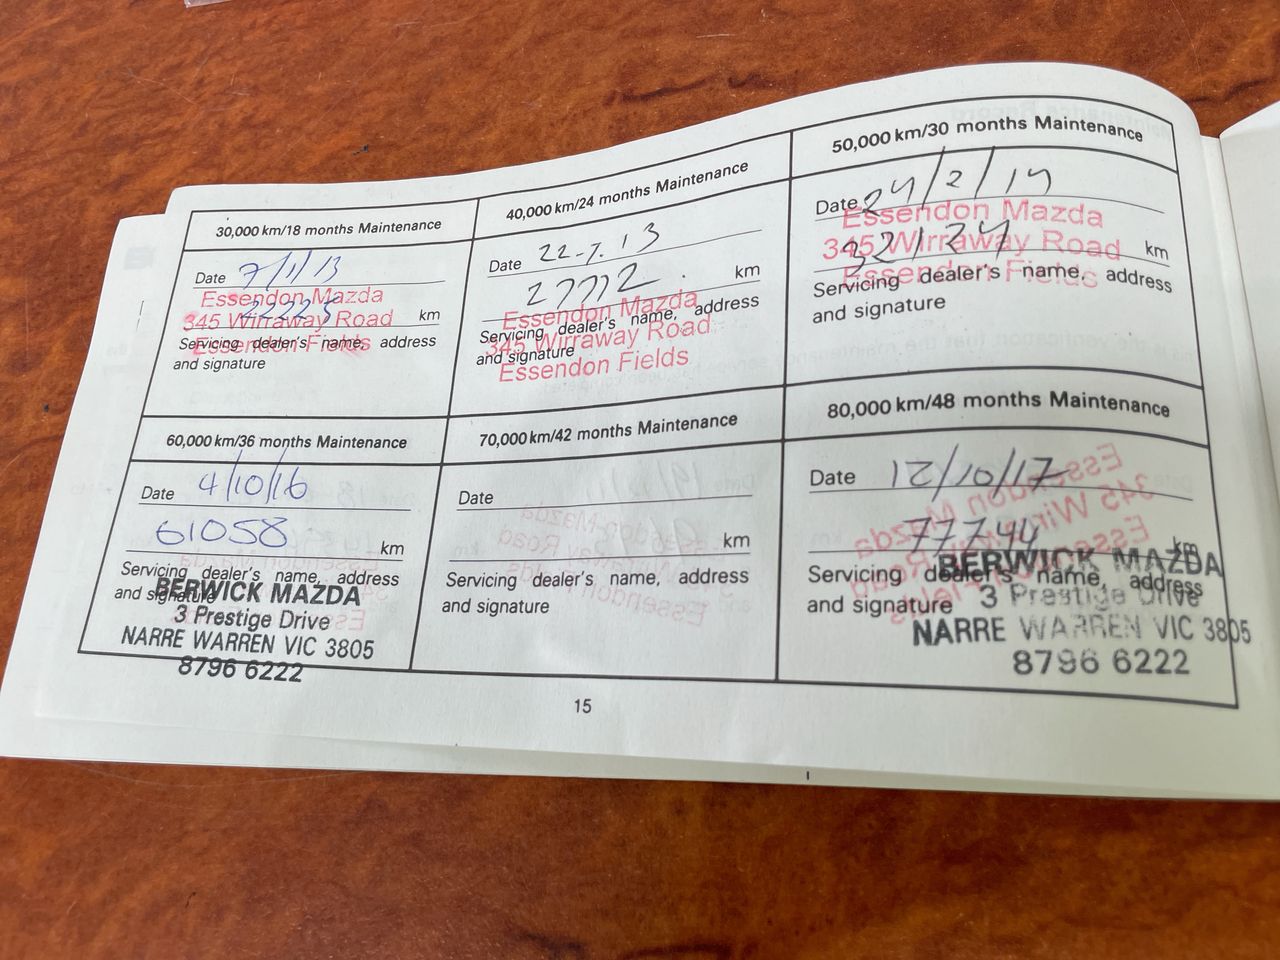 30,000 km/18 months Maintenance
Date 7/1/13
22225 km
Essendon Mazda
345 Wirraway Road
Essendon Fields
Servicing dealer's name, address
and signature
40,000 km/24 months Maintenance
Date 22-7.13
27772 km
Essendon Mazda
345 Wirraway Road
Essendon Fields
Servicing dealer's name, address
and signature
50,000 km/30 months Maintenance
Date 24/2/14
32124 km
Essendon Mazda
345 Wirraway Road
Essendon Fields
Servicing dealer's name, address
and signature
60,000 km/36 months Maintenance
Date 4/10/16
61058 km
Servicing dealer's name, address
and signature
BERWICK MAZDA
3 Prestige Drive
NARRE WARREN VIC 3805
8796 6222
70,000 km/42 months Maintenance
Date
km
Servicing dealer's name, address
and signature
80,000 km/48 months Maintenance
Date 12/10/17
77744 km
Servicing dealer's name, address
and signature
BERWICK MAZDA
3 Prestige Drive
NARRE WARREN VIC 3805
8796 6222
15